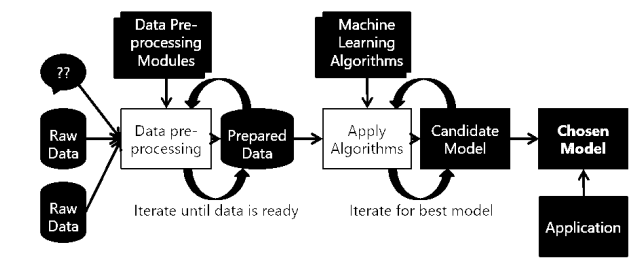 Data Pre-
processing
Modules
Machine
Learning
Algorithms
??
Raw
Data
Data pre-
processing
Prepared
Data
Apply
Algorithms
Candidate
Model
Chosen
Model
Raw
Data
Iterate until data is ready
Iterate for best model
Application